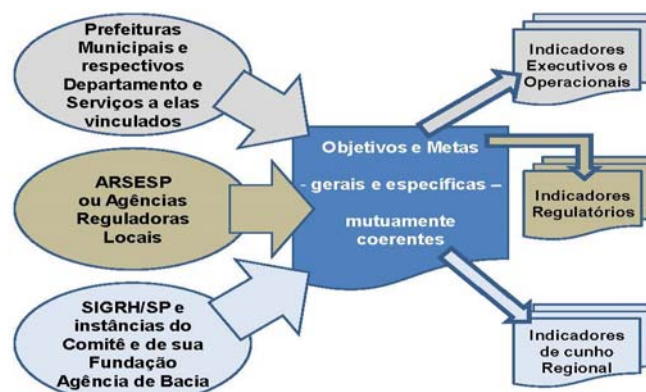 Prefeituras
Municipais e
respectivos
Departamento e
Serviços a elas
vinculados
ARSESP
ou Agências
Reguladoras
Locais
SIGRH/SP e
instâncias do
Comitê e de sua
Fundação
Agência de Bacia
Objetivos e Metas
- gerais e específicas –
mutuamente
coerentes
Indicadores
Executivos e
Operacionais
Indicadores
Regulatórios
Indicadores
de cunho
Regional